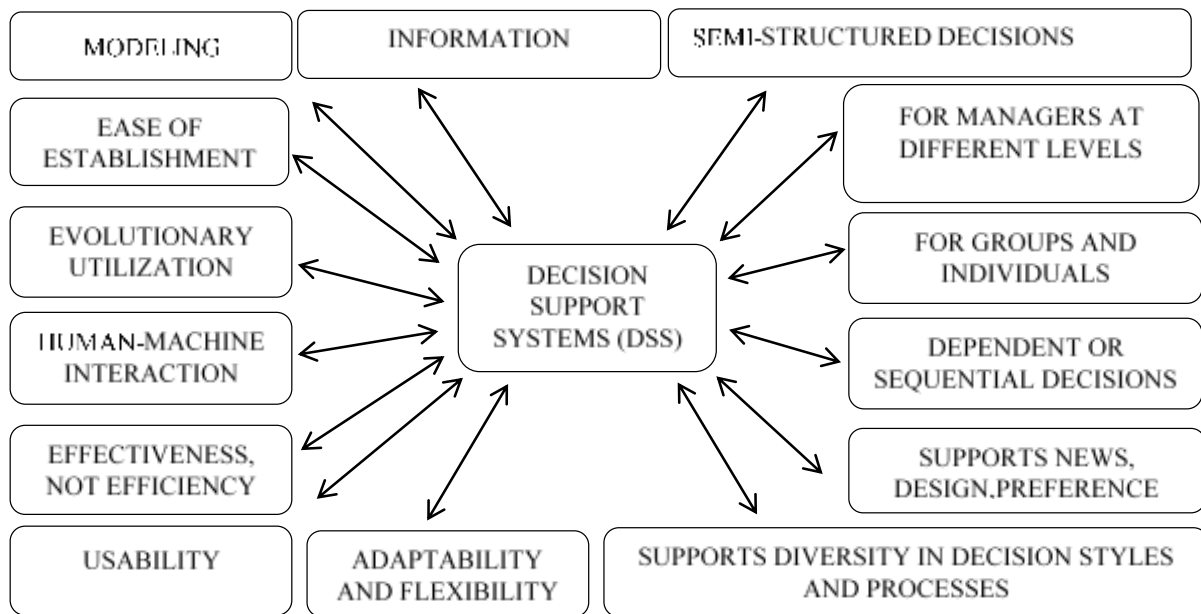 MODELING
INFORMATION
SEMI-STRUCTURED DECISIONS
EASE OF
ESTABLISHMENT
FOR MANAGERS AT
DIFFERENT LEVELS
EVOLUTIONARY
UTILIZATION
FOR GROUPS AND
INDIVIDUALS
DECISION
SUPPORT
SYSTEMS (DSS)
HUMAN-MACHINE
INTERACTION
DEPENDENT OR
SEQUENTIAL DECISIONS
EFFECTIVENESS,
NOT EFFICIENCY
SUPPORTS NEWS,
DESIGN,PREFERENCE
USABILITY
ADAPTABILITY
AND FLEXIBILITY
SUPPORTS DIVERSITY IN DECISION STYLES
AND PROCESSES